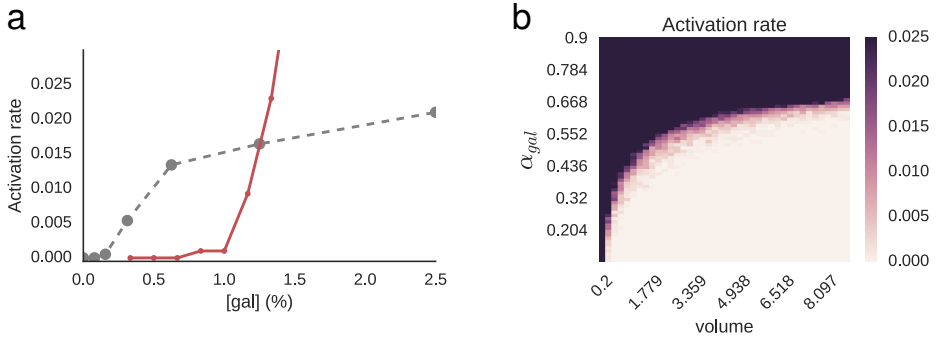 a
Activation rate
0.025
0.020
0.015
0.010
0.005
0.000
0.0 0.5 1.0 1.5 2.0 2.5
[gal] (%)
b
Activation rate
α_gal
0.9
0.784
0.668
0.552
0.436
0.32
0.204
0.2 1.779 3.359 4.938 6.518 8.097
volume
0.025
0.020
0.015
0.010
0.005
0.000